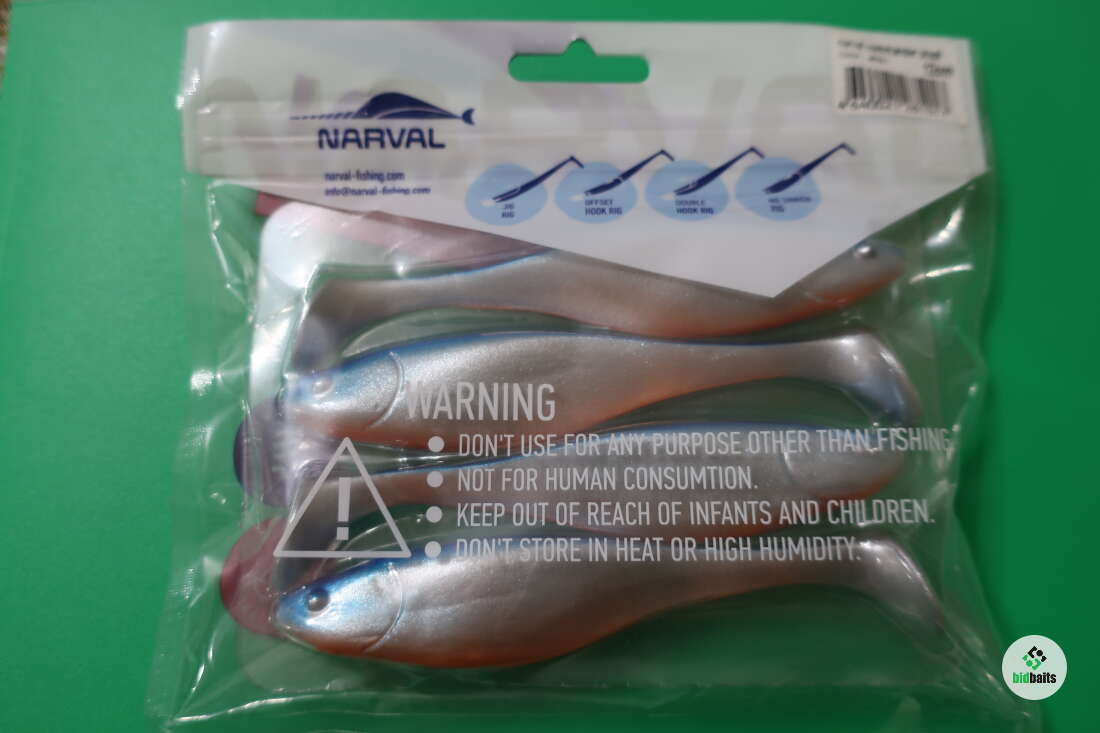 NARVAL
narval-fishing.com
info@narval-fishing.com
JIG
RIG
OFFSET
HOOK RIG
DOUBLE
HOOK RIG
RIG
12cm
WARNING
DON'T USE FOR ANY PURPOSE OTHER THAN FISHING
NOT FOR HUMAN CONSUMTION.
KEEP OUT OF REACH OF INFANTS AND CHILDREN.
DON'T STORE IN HEAT OR HIGH HUMIDITY.
bidbaits